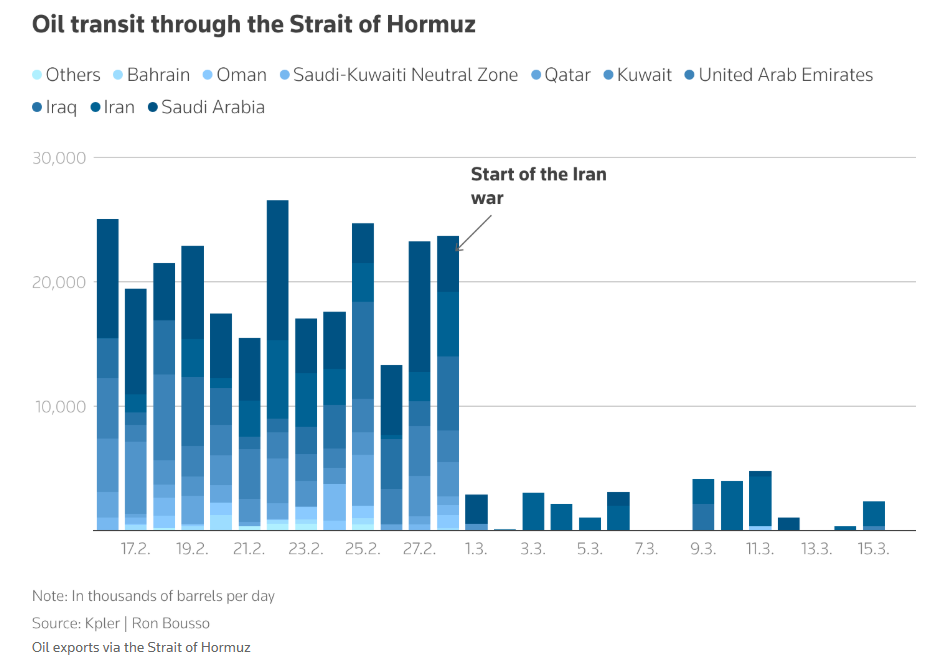 Oil transit through the Strait of Hormuz
Others Bahrain Oman Saudi-Kuwaiti Neutral Zone Qatar Kuwait United Arab Emirates
Iraq Iran Saudi Arabia
30,000
Start of the Iran
war
20,000
10,000
17.2. 19.2. 21.2. 23.2. 25.2. 27.2. 1.3. 3.3. 5.3. 7.3. 9.3. 11.3. 13.3. 15.3.
Note: In thousands of barrels per day
Source: Kpler | Ron Bousso
Oil exports via the Strait of Hormuz